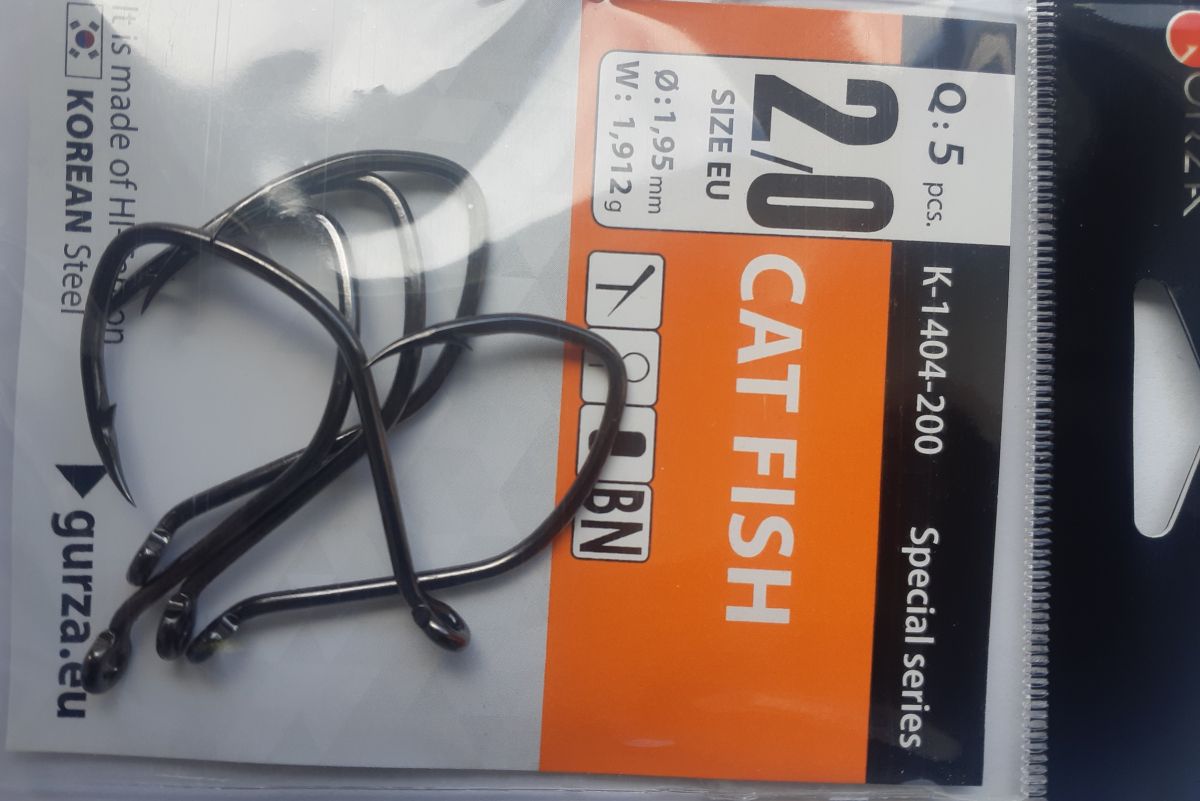 Q: 5 pcs.
K-1404-200
Special series
2/0
SIZE EU
Ø: 1,95 mm
W: 1,912 g
CAT FISH
BN
It is made of
KOREAN Steel
gurza.eu